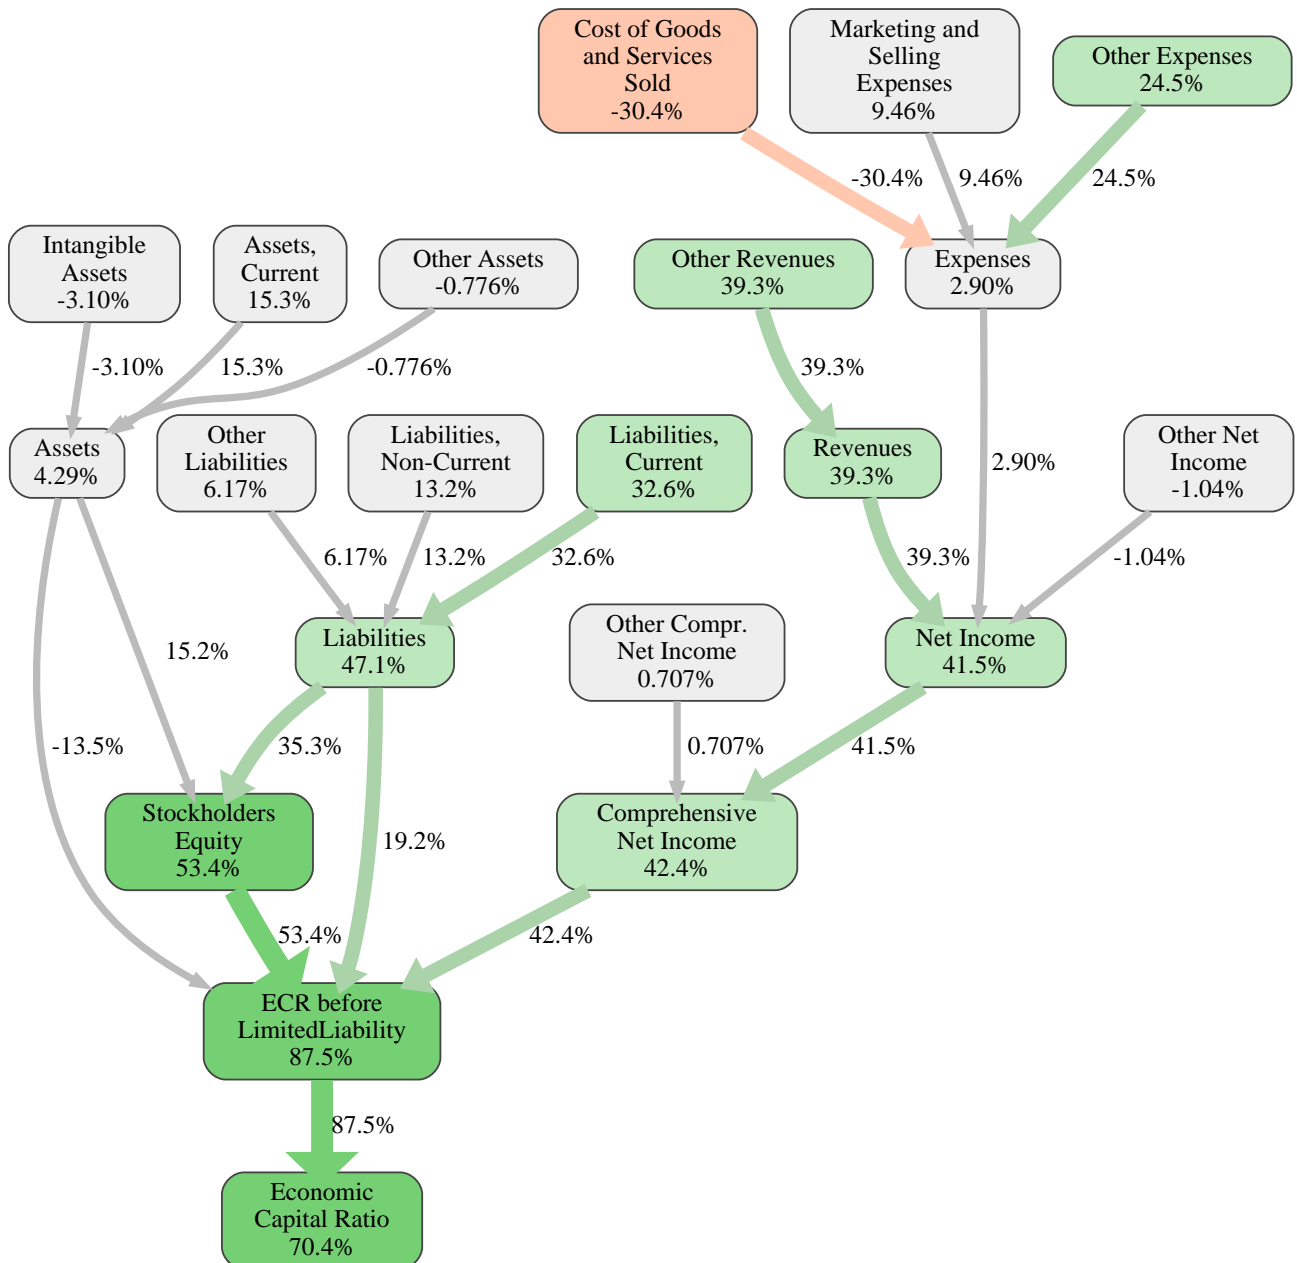 Cost of Goods
and Services
Sold
-30.4%
Marketing and
Selling
Expenses
9.46%
Other Expenses
24.5%
-30.4%
9.46%
24.5%
Intangible
Assets
-3.10%
Assets,
Current
15.3%
Other Assets
-0.776%
Other Revenues
39.3%
Expenses
2.90%
-3.10%
15.3%
-0.776%
39.3%
Assets
4.29%
Other
Liabilities
6.17%
Liabilities,
Non-Current
13.2%
Liabilities,
Current
32.6%
Revenues
39.3%
2.90%
Other Net
Income
-1.04%
6.17%
13.2%
32.6%
39.3%
-1.04%
Liabilities
47.1%
Other Compr.
Net Income
0.707%
Net Income
41.5%
15.2%
-13.5%
35.3%
0.707%
41.5%
Stockholders
Equity
53.4%
19.2%
Comprehensive
Net Income
42.4%
53.4%
42.4%
ECR before
LimitedLiability
87.5%
87.5%
Economic
Capital Ratio
70.4%